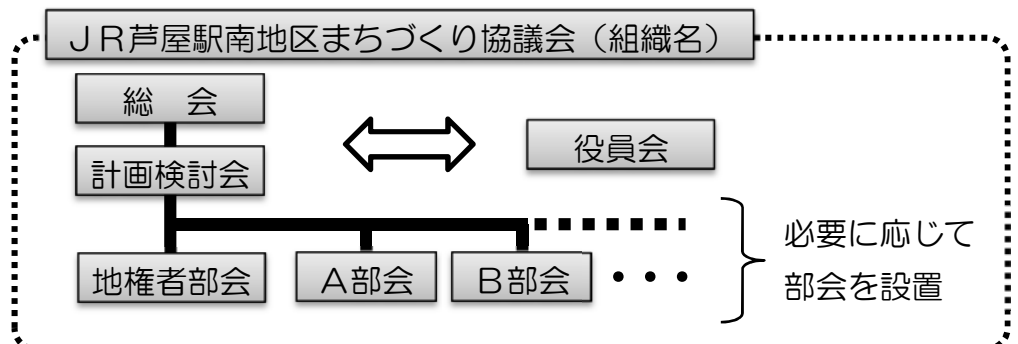 ＪＲ芦屋駅南地区まちづくり協議会（組織名）
総　会
役員会
計画検討会
必要に応じて
部会を設置
地権者部会
Ａ部会
Ｂ部会
・・・